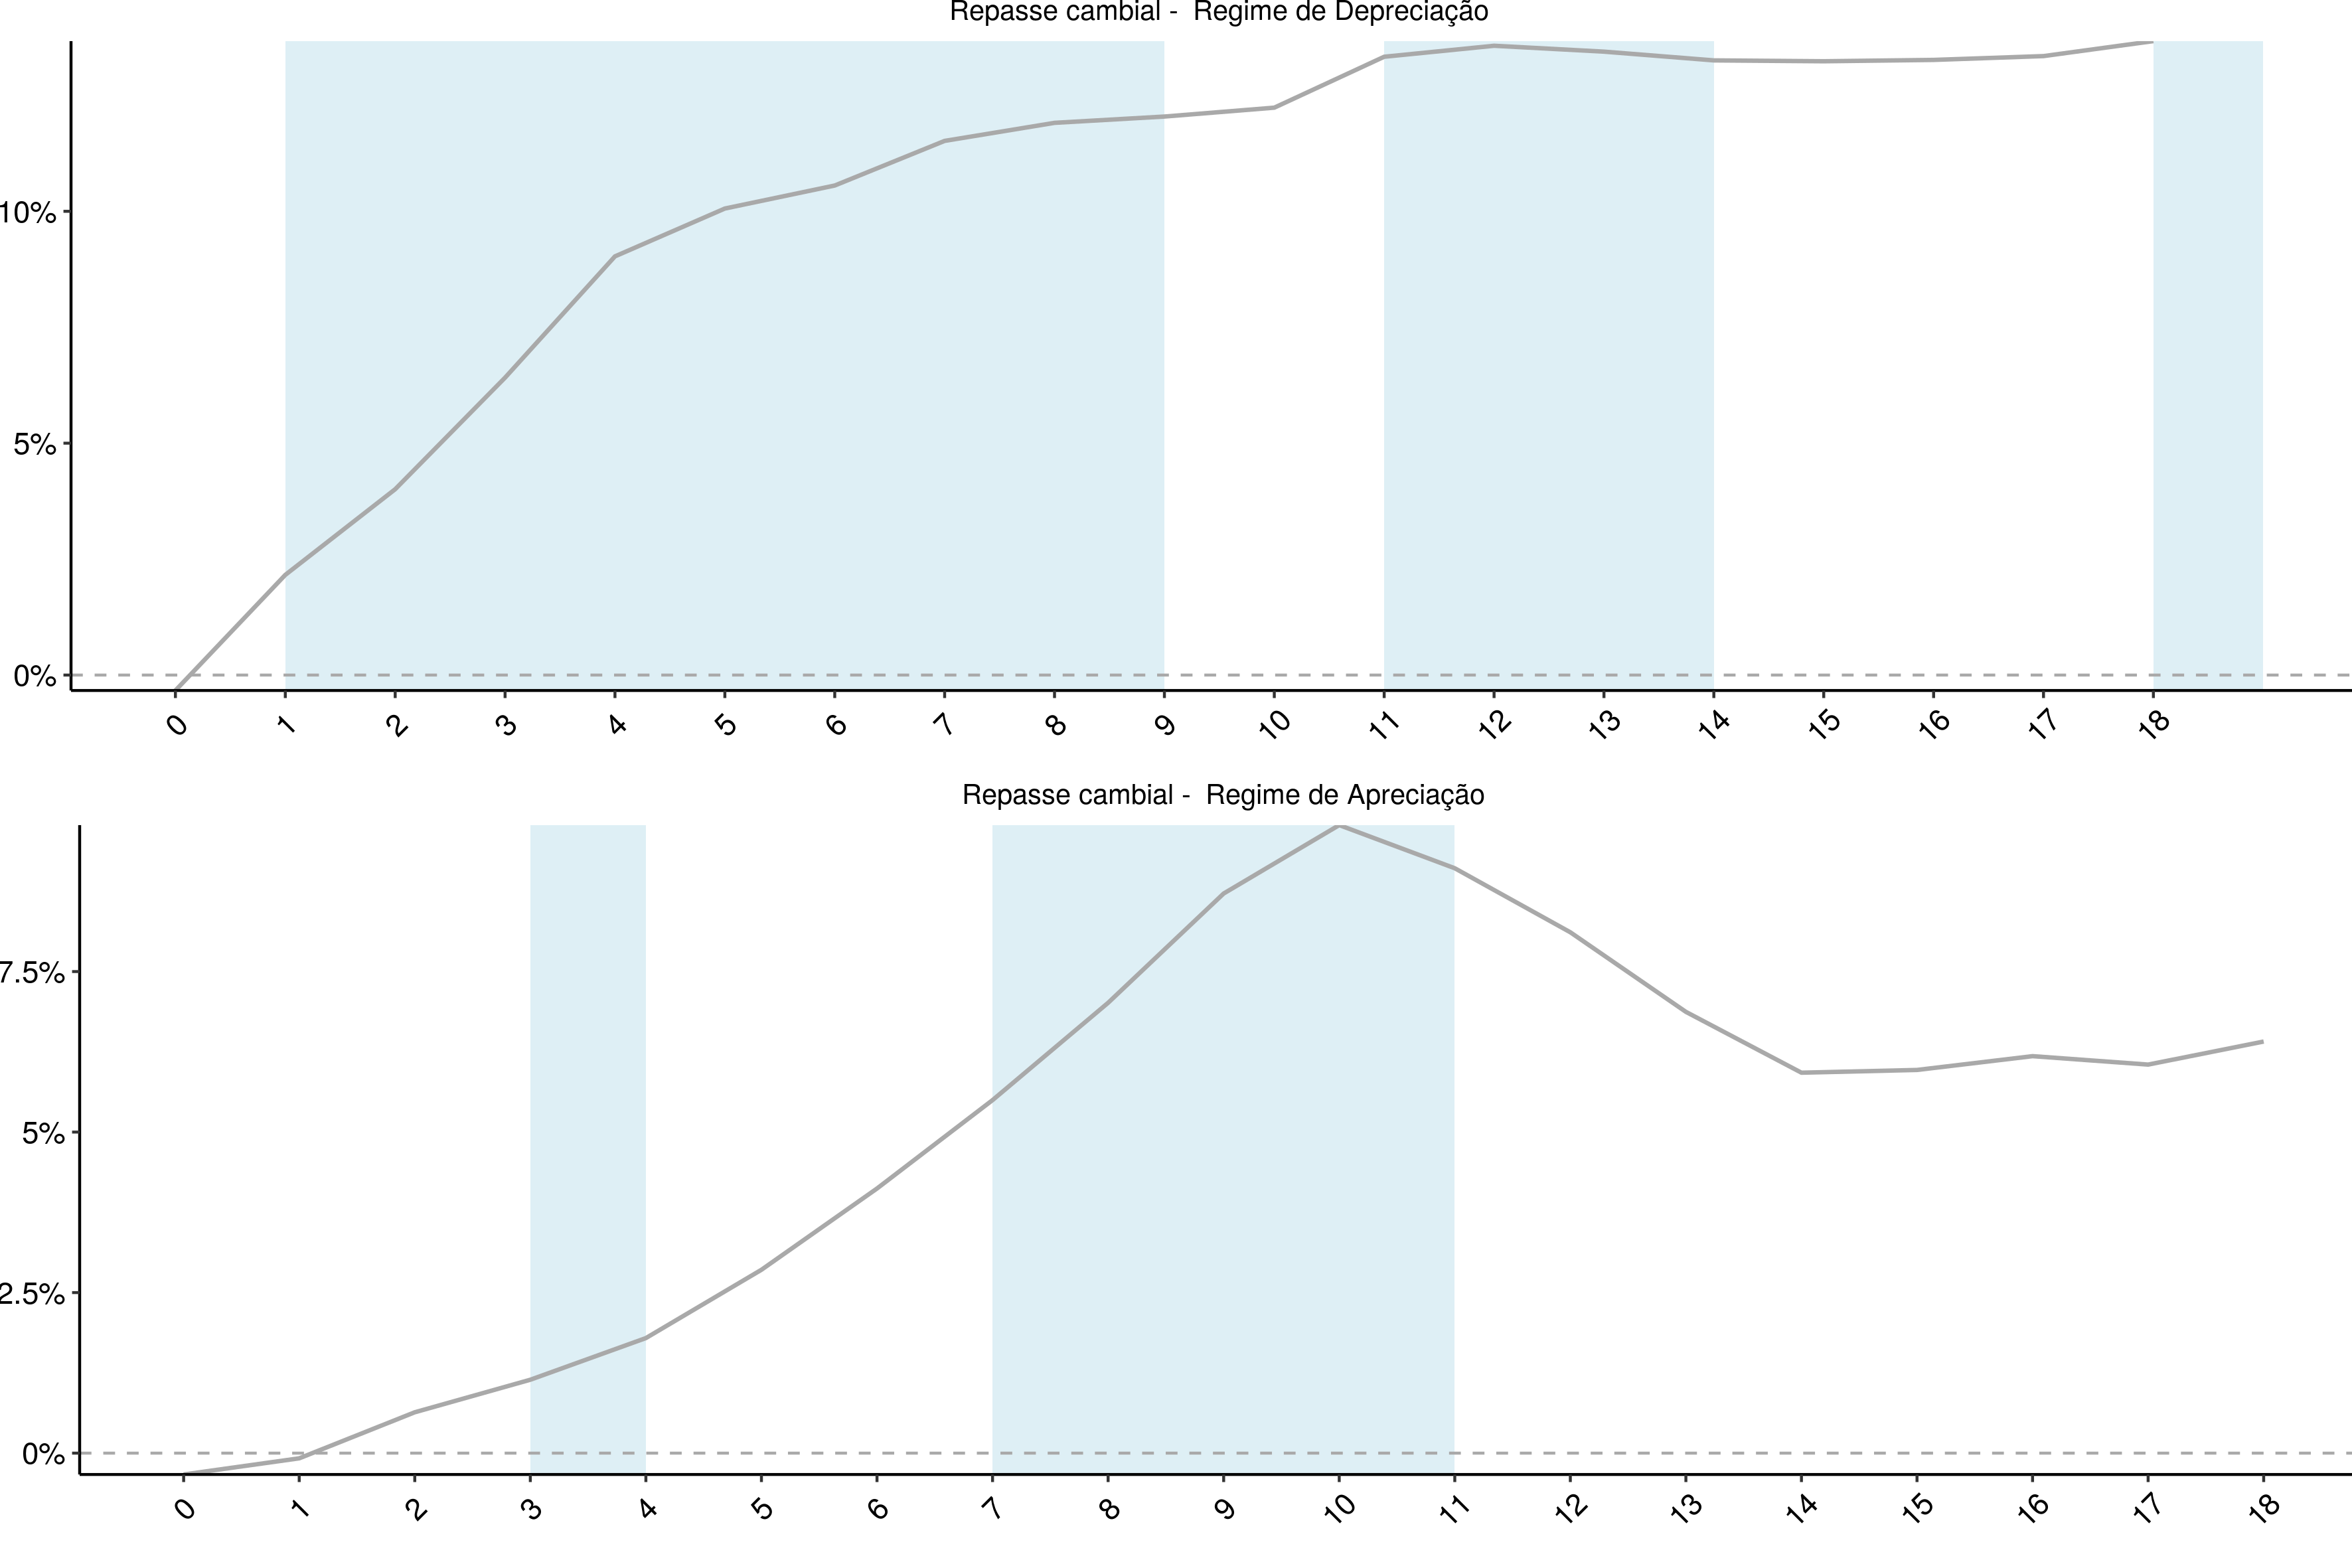 Repasse cambial -  Regime de Depreciação
10%
5%
0%
0 1 2 3 4 5 6 7 8 9 10 11 12 13 14 15 16 17 18
Repasse cambial -  Regime de Apreciação
7.5%
5%
2.5%
0%
0 1 2 3 4 5 6 7 8 9 10 11 12 13 14 15 16 17 18